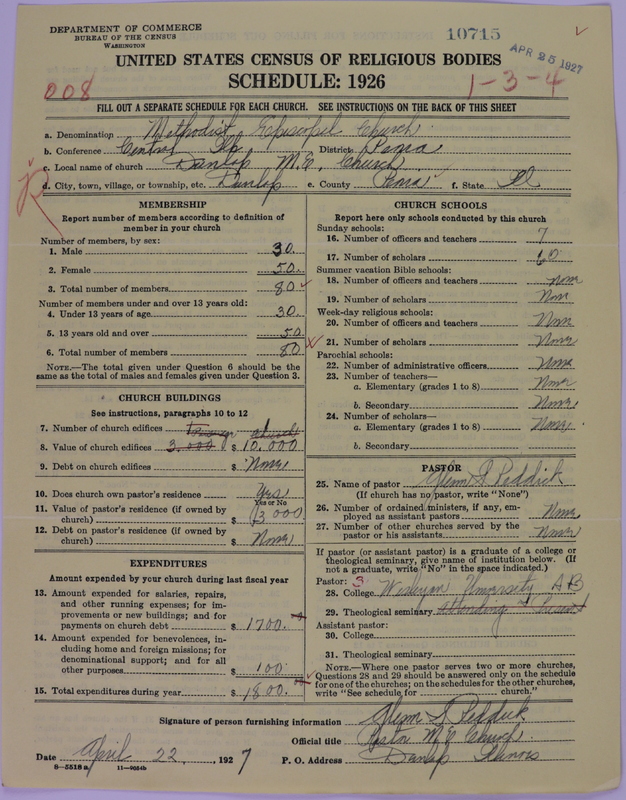 DEPARTMENT OF COMMERCE
BUREAU OF THE CENSUS
WASHINGTON
10715
APR 25 1927
UNITED STATES CENSUS OF RELIGIOUS BODIES
SCHEDULE: 1926
008
1-3-4
FILL OUT A SEPARATE SCHEDULE FOR EACH CHURCH. SEE INSTRUCTIONS ON THE BACK OF THIS SHEET
a. Denomination Methodist Episcopal Church
b. Conference Central Ill. District Peoria
c. Local name of church Dunlap M.E. Church
d. City, town, village, or township, etc. Dunlap e. County Peoria f. State Ill
MEMBERSHIP
Report number of members according to definition of
member in your church
Number of members, by sex:
1. Male 30.
2. Female 50.
3. Total number of members 80
Number of members under and over 13 years old:
4. Under 13 years of age 30.
5. 13 years old and over 50
6. Total number of members 80
NOTE.—The total given under Question 6 should be the
same as the total of males and females given under Question 3.
CHURCH BUILDINGS
See instructions, paragraphs 10 to 12
7. Number of church edifices church
8. Value of church edifices 3.000 $ 10.000
9. Debt on church edifices $ None
10. Does church own pastor's residence Yes
Yes or No
11. Value of pastor's residence (if owned by
church) $ 3000
12. Debt on pastor's residence (if owned by
church) $ None
EXPENDITURES
Amount expended by your church during last fiscal year
13. Amount expended for salaries, repairs,
and other running expenses; for im-
provements or new buildings; and for
payments on church debt $ 1700.
14. Amount expended for benevolences, in-
cluding home and foreign missions; for
denominational support; and for all
other purposes $ 100
15. Total expenditures during year $ 1800.
CHURCH SCHOOLS
Report here only schools conducted by this church
Sunday schools:
16. Number of officers and teachers 7
17. Number of scholars 60
Summer vacation Bible schools:
18. Number of officers and teachers None
19. Number of scholars None
Week-day religious schools:
20. Number of officers and teachers None
21. Number of scholars None
Parochial schools:
22. Number of administrative officers None
23. Number of teachers—
a. Elementary (grades 1 to 8) None
b. Secondary None
24. Number of scholars—
a. Elementary (grades 1 to 8) None
b. Secondary
PASTOR
25. Name of pastor Glenn S. Peddick
(If church has no pastor, write "None")
26. Number of ordained ministers, if any, em-
ployed as assistant pastors None
27. Number of other churches served by the
pastor or his assistants None
If pastor (or assistant pastor) is a graduate of a college or
theological seminary, give name of institution below. (If
not a graduate, write "No" in the space indicated.)
Pastor: 3
28. College Wesleyan University A B
29. Theological seminary attending
Assistant pastor:
30. College
31. Theological seminary
NOTE.—Where one pastor serves two or more churches,
Questions 28 and 29 should be answered only on the schedule
for one of the churches; on the schedules for the other churches,
write "See schedule for church."
Signature of person furnishing information Glenn S. Peddick
Official title Pastor M.E. Church
Date April 22, 1927 P. O. Address Dunlap Illinois
8-5518a 11-9054b